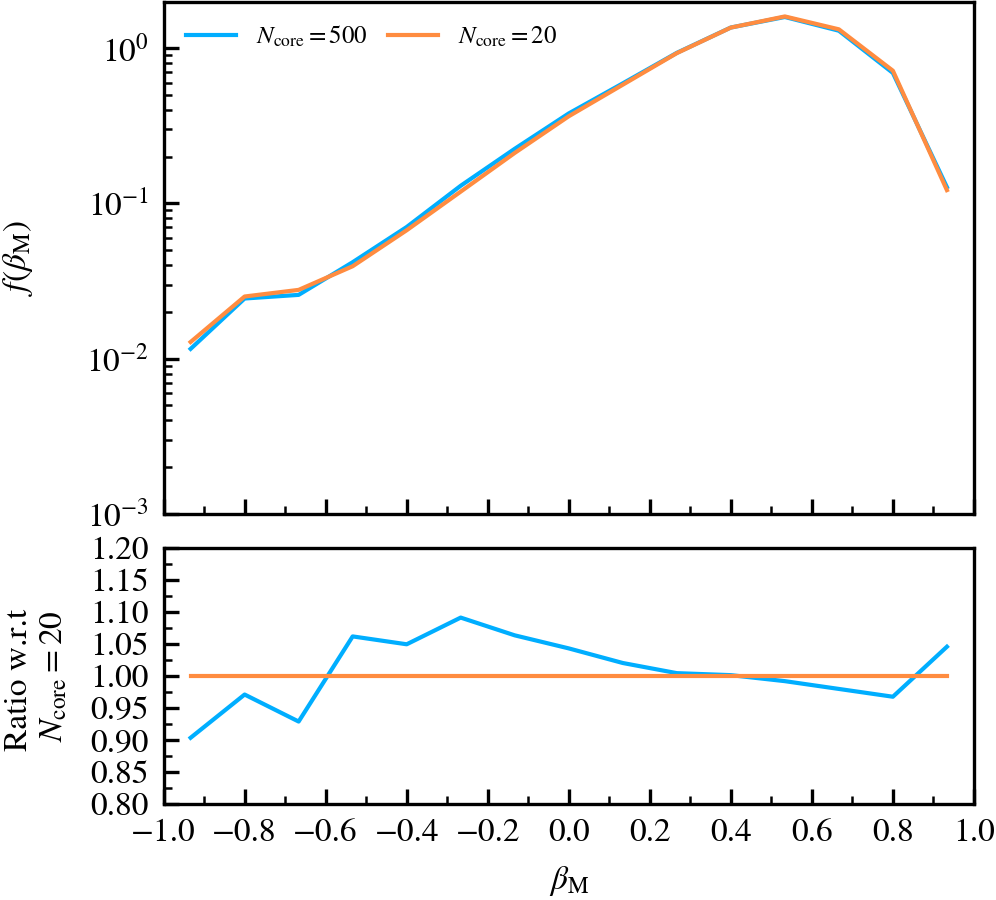 10⁰
N_core = 500
N_core = 20
10⁻¹
f(β_M)
10⁻²
10⁻³
1.20
1.15
1.10
1.05
1.00
0.95
0.90
0.85
0.80
Ratio w.r.t
N_core = 20
−1.0 −0.8 −0.6 −0.4 −0.2 0.0 0.2 0.4 0.6 0.8 1.0
β_M